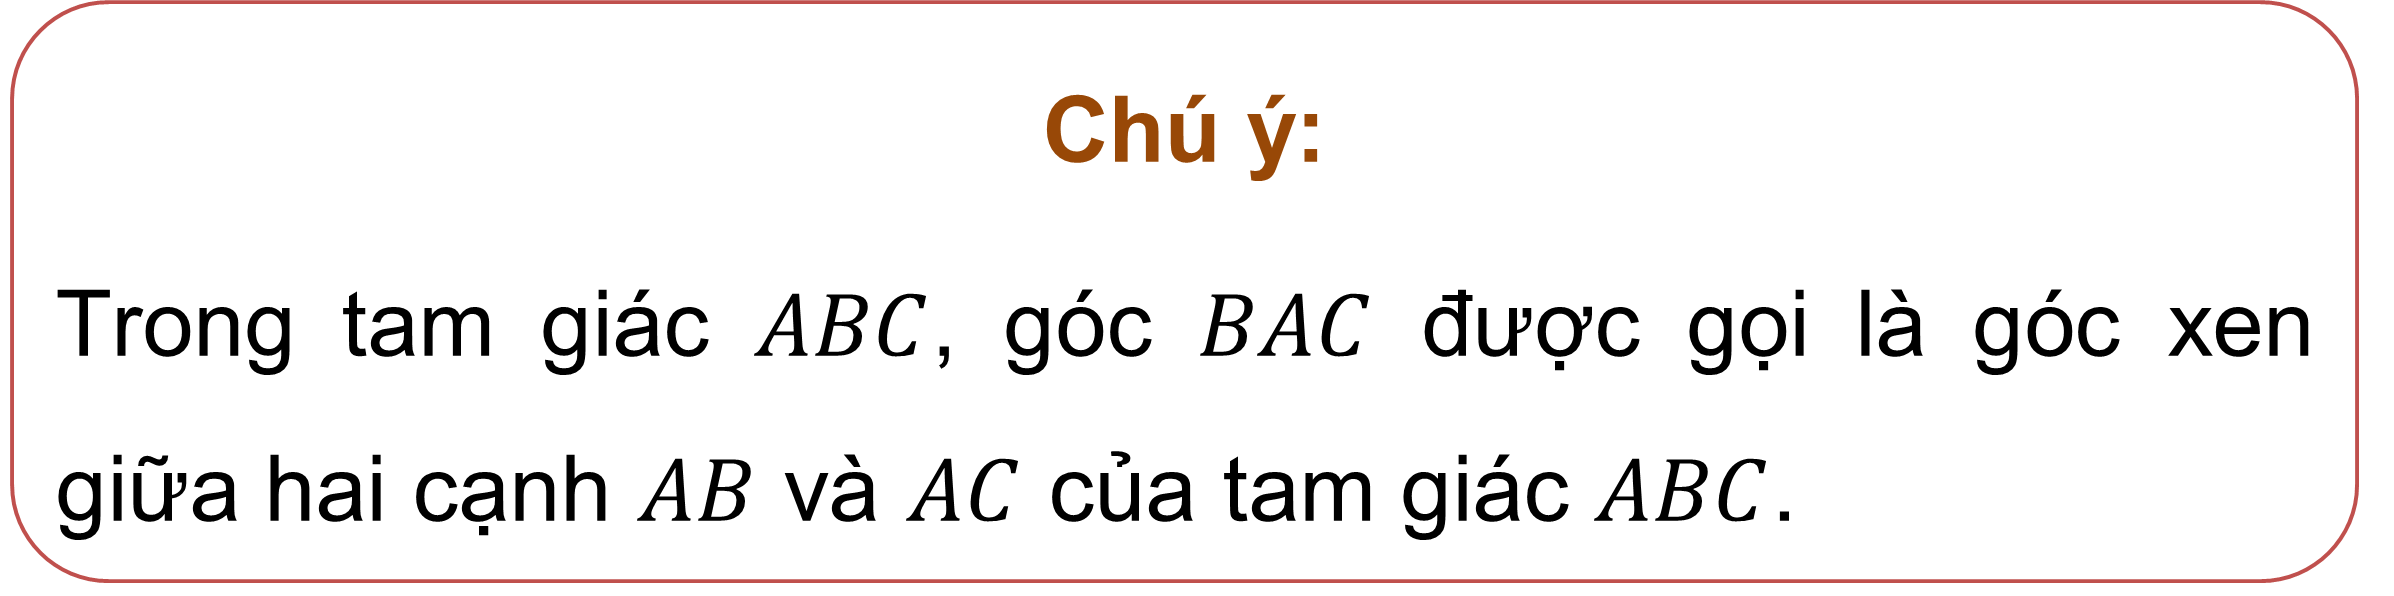 Chú ý:
Trong tam giác ABC, góc BAC được gọi là góc xen
giữa hai cạnh AB và AC của tam giác ABC.